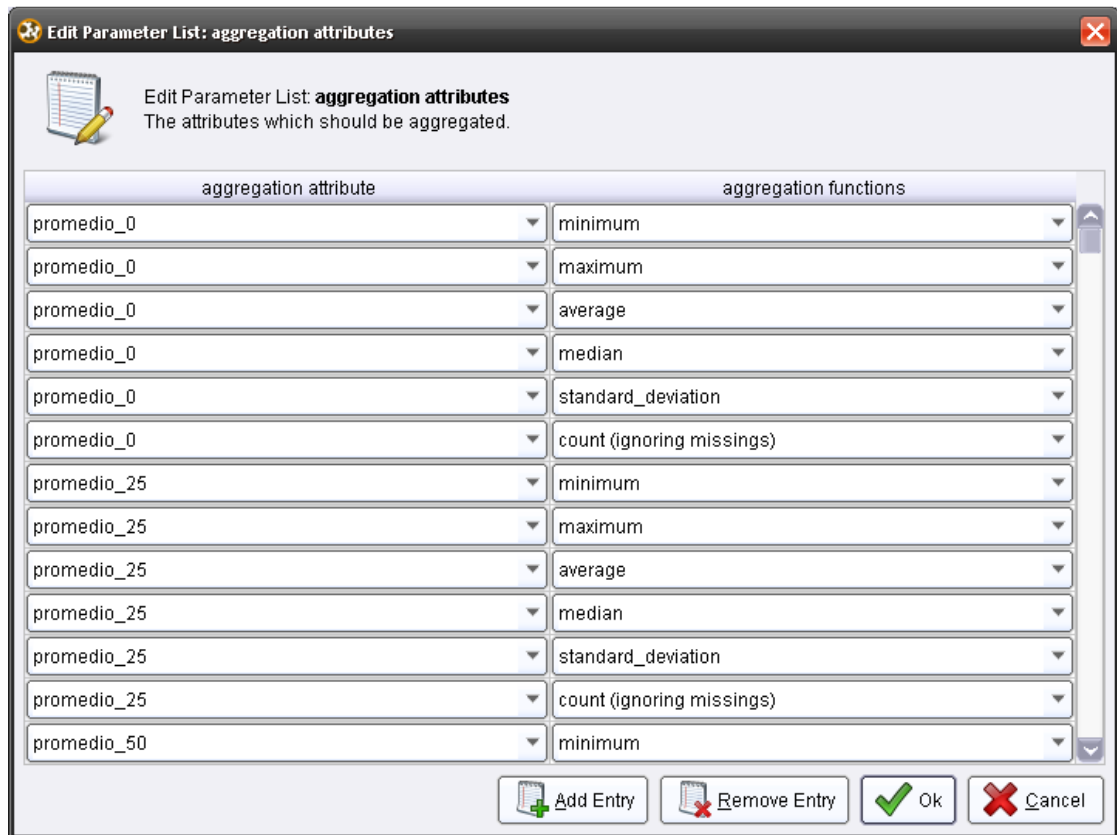 Edit Parameter List: aggregation attributes
Edit Parameter List: aggregation attributes
The attributes which should be aggregated.
aggregation attribute aggregation functions
promedio_0 minimum
promedio_0 maximum
promedio_0 average
promedio_0 median
promedio_0 standard_deviation
promedio_0 count (ignoring missings)
promedio_25 minimum
promedio_25 maximum
promedio_25 average
promedio_25 median
promedio_25 standard_deviation
promedio_25 count (ignoring missings)
promedio_50 minimum
Add Entry Remove Entry Ok Cancel